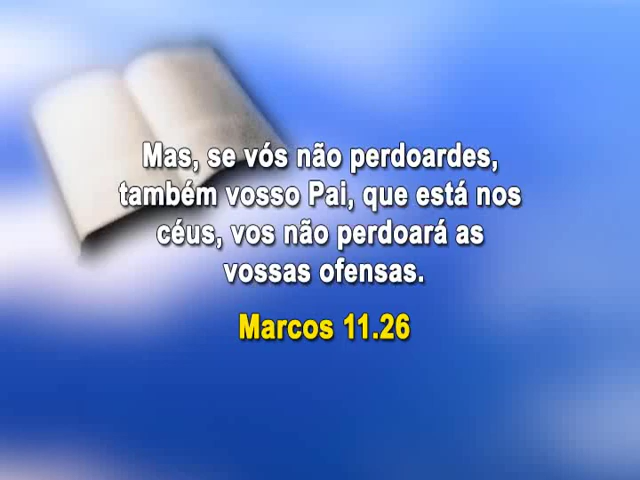 Mas, se vós não perdoardes,
também vosso Pai, que está nos
céus, vos não perdoará as
vossas ofensas.
Marcos 11.26